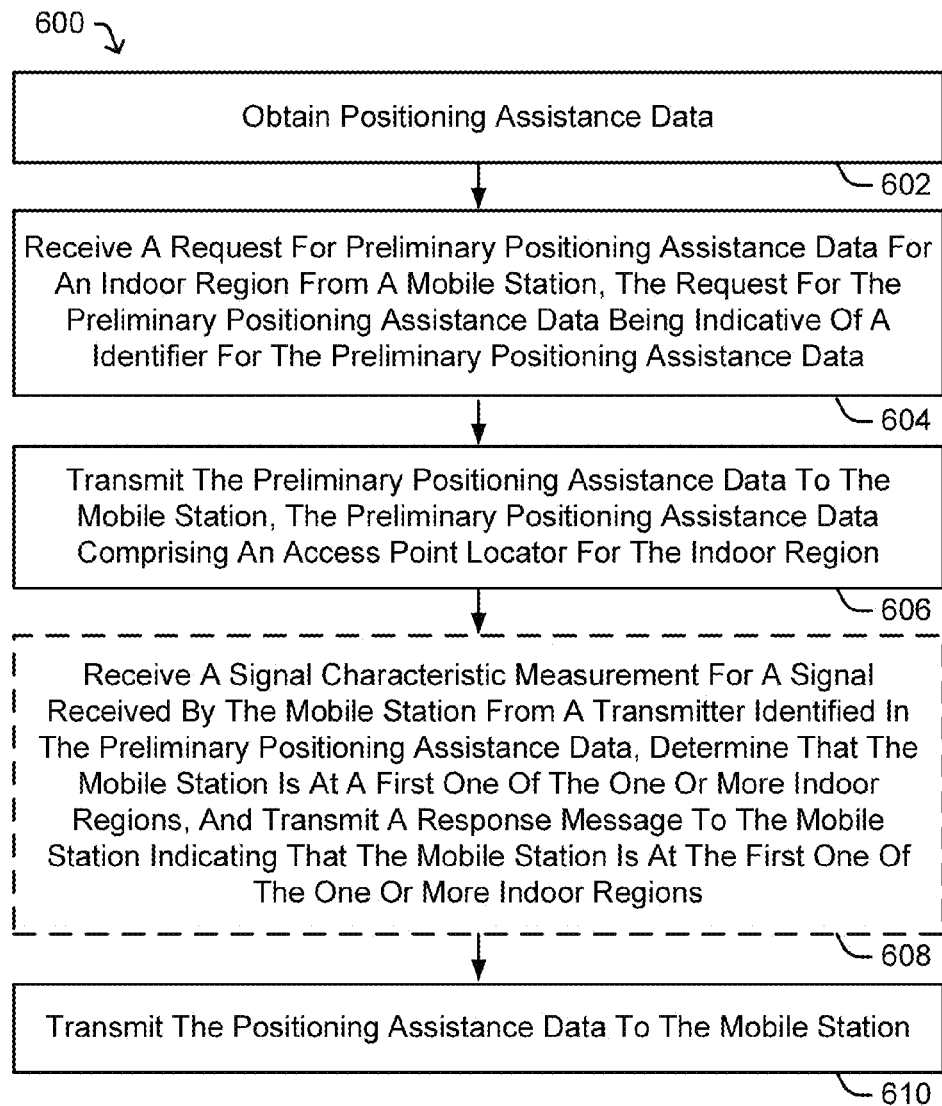 600
Obtain Positioning Assistance Data
602
Receive A Request For Preliminary Positioning Assistance Data For
An Indoor Region From A Mobile Station, The Request For The
Preliminary Positioning Assistance Data Being Indicative Of A
Identifier For The Preliminary Positioning Assistance Data
604
Transmit The Preliminary Positioning Assistance Data To The
Mobile Station, The Preliminary Positioning Assistance Data
Comprising An Access Point Locator For The Indoor Region
606
Receive A Signal Characteristic Measurement For A Signal
Received By The Mobile Station From A Transmitter Identified In
The Preliminary Positioning Assistance Data, Determine That The
Mobile Station Is At A First One Of The One Or More Indoor
Regions, And Transmit A Response Message To The Mobile
Station Indicating That The Mobile Station Is At The First One Of
The One Or More Indoor Regions
608
Transmit The Positioning Assistance Data To The Mobile Station
610